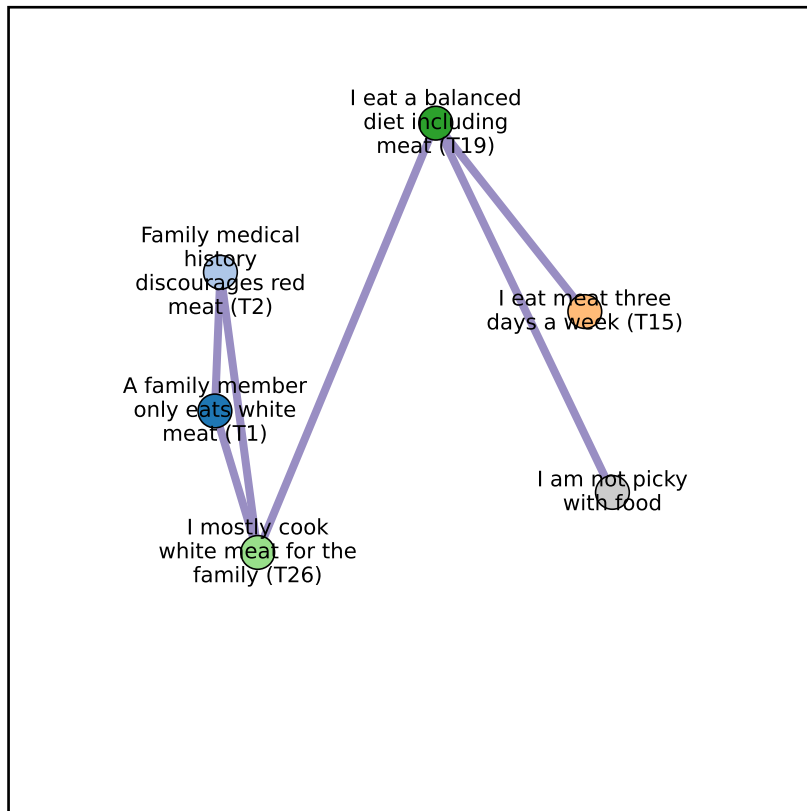 I eat a balanced
diet including
meat (T19)
Family medical
history
discourages red
meat (T2)
I eat meat three
days a week (T15)
A family member
only eats white
meat (T1)
I am not picky
with food
I mostly cook
white meat for the
family (T26)